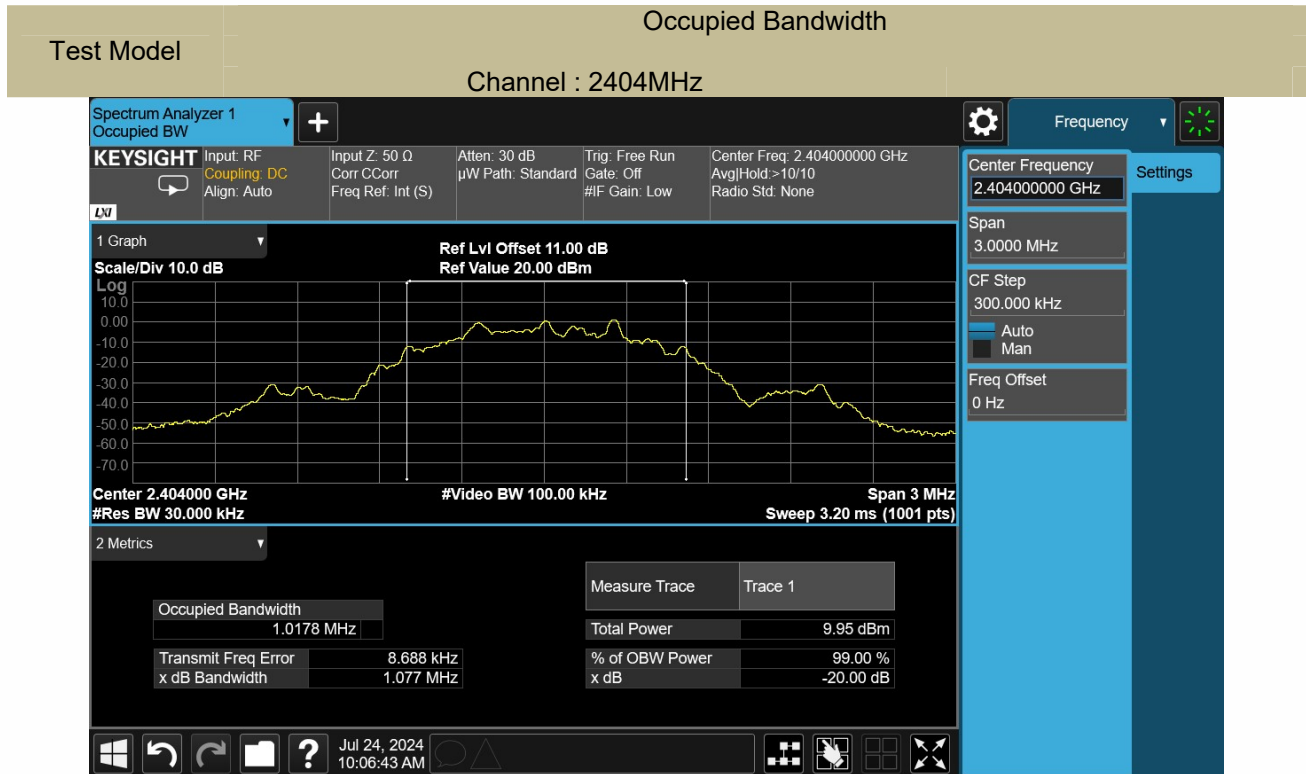 Occupied Bandwidth
Test Model
Channel : 2404MHz
Spectrum Analyzer 1
Occupied BW
Frequency
KEYSIGHT
LXI
Input: RF
Coupling: DC
Align: Auto
Input Z: 50 Ω
Corr CCorr
Freq Ref: Int (S)
Atten: 30 dB
µW Path: Standard
Trig: Free Run
Gate: Off
#IF Gain: Low
Center Freq: 2.404000000 GHz
Avg|Hold:>10/10
Radio Std: None
Center Frequency
2.404000000 GHz
Settings
Span
3.0000 MHz
CF Step
300.000 kHz
Auto
Man
Freq Offset
0 Hz
1 Graph
Scale/Div 10.0 dB
Ref Lvl Offset 11.00 dB
Ref Value 20.00 dBm
Log
10.0
0.00
-10.0
-20.0
-30.0
-40.0
-50.0
-60.0
-70.0
Center 2.404000 GHz
#Res BW 30.000 kHz
#Video BW 100.00 kHz
Span 3 MHz
Sweep 3.20 ms (1001 pts)
2 Metrics
Measure Trace Trace 1
Occupied Bandwidth
1.0178 MHz
Total Power 9.95 dBm
Transmit Freq Error 8.688 kHz
% of OBW Power 99.00 %
x dB Bandwidth 1.077 MHz
x dB -20.00 dB
?
Jul 24, 2024
10:06:43 AM